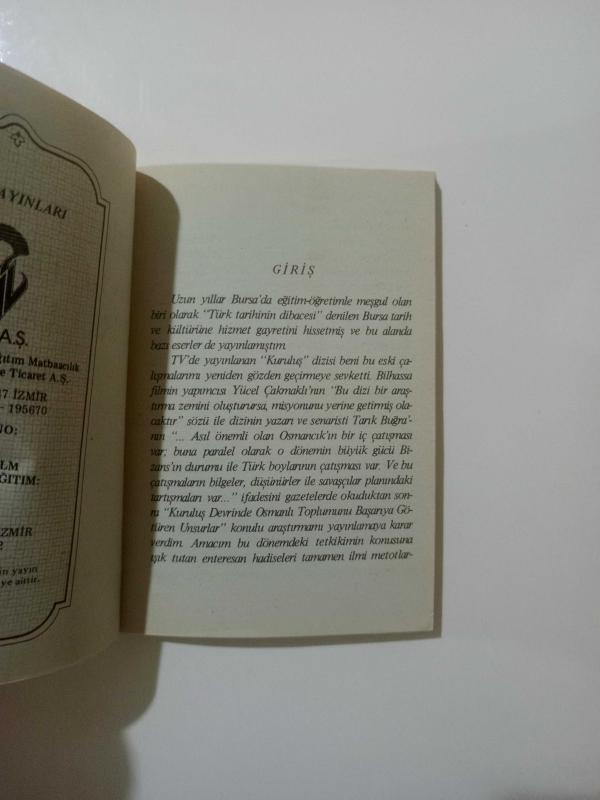 AYINLARI
A.Ş.
ğitim Matbaacılık
e Ticaret A.Ş.
7 İZMİR
- 195670
NO:
LM
ĞITIM:
ZMİR
2
in yayın
ye aittir.
GİRİŞ
Uzun yıllar Bursa'da eğitim-öğretimle meşgul olan
biri olarak "Türk tarihinin dibacesi" denilen Bursa tarih
ve kültürüne hizmet gayretini hissetmiş ve bu alanda
bazı eserler de yayınlamıştım.
TV'de yayınlanan "Kuruluş" dizisi beni bu eski ça-
lışmalarımı yeniden gözden geçirmeye sevketti. Bilhassa
filmin yapımcısı Yücel Çakmaklı'nın "Bu dizi bir araş-
tırma zemini oluşturursa, misyonunu yerine getirmiş ola-
caktır" sözü ile dizinin yazarı ve senaristi Tarık Buğra'-
nın "... Asıl önemli olan Osmancık'ın bir iç çatışması
var; buna paralel olarak o dönemin büyük gücü Bi-
zans'ın durumu ile Türk boylarının çatışması var. Ve bu
çatışmaların bilgeler, düşünürler ile savaşçılar planındaki
tartışmaları var..." ifadesini gazetelerde okuduktan son-
ra "Kuruluş Devrinde Osmanlı Toplumunu Başarıya Gö-
türen Unsurlar" konulu araştırmamı yayınlamaya karar
verdim. Amacım bu dönemdeki tetkikimin konusuna
ışık tutan enteresan hadiseleri tamamen ilmi metotlar-